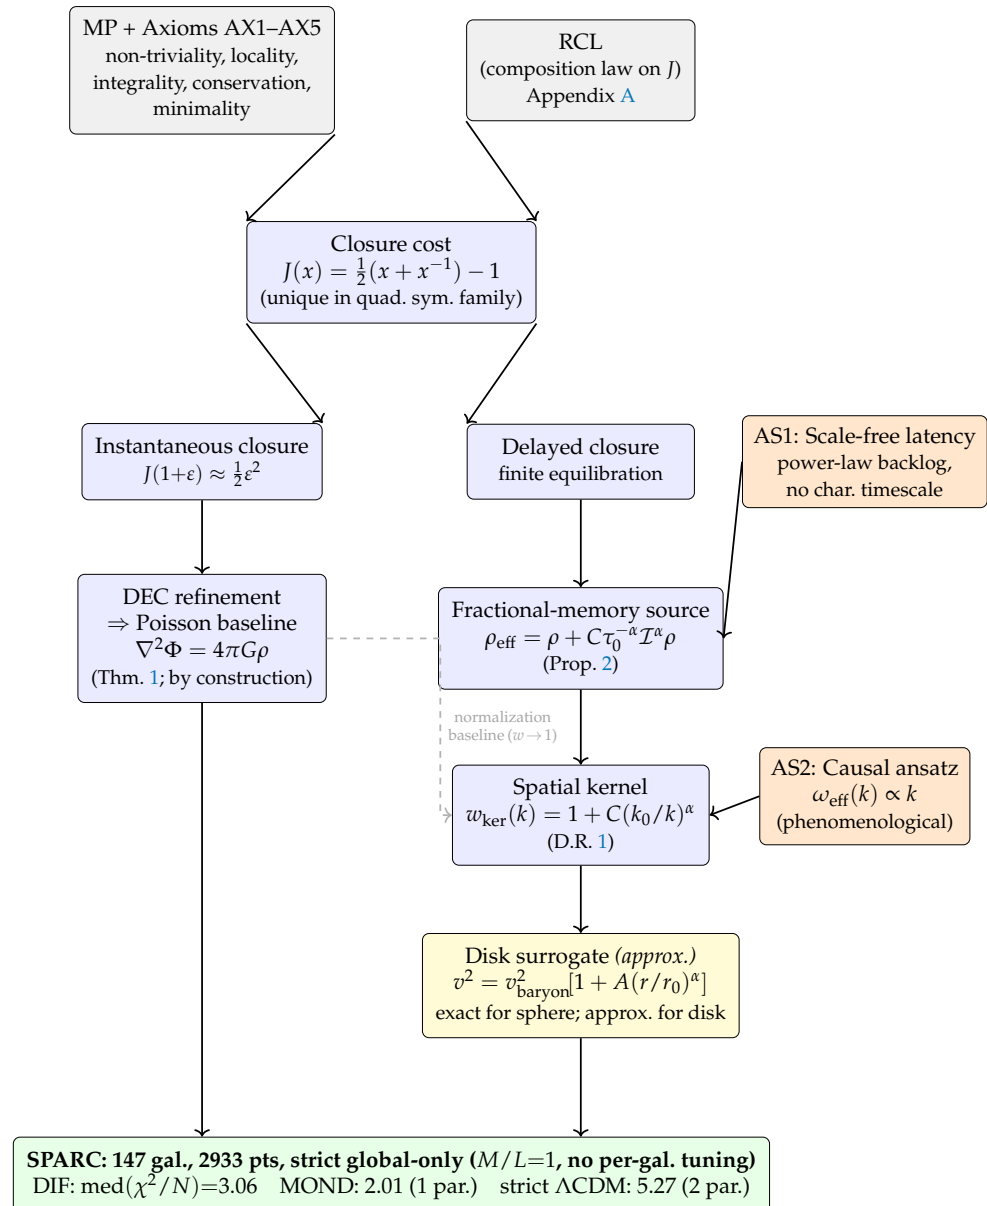 MP + Axioms AX1–AX5
non-triviality, locality,
integrality, conservation,
minimality
RCL
(composition law on J)
Appendix A
Closure cost
J(x) = ½(x + x⁻¹) − 1
(unique in quad. sym. family)
Instantaneous closure
J(1+ε) ≈ ½ε²
Delayed closure
finite equilibration
AS1: Scale-free latency
power-law backlog,
no char. timescale
DEC refinement
⇒ Poisson baseline
∇²Φ = 4πGρ
(Thm. 1; by construction)
Fractional-memory source
ρ_eff = ρ + Cτ₀^{−α}ℐ^αρ
(Prop. 2)
normalization
baseline (w → 1)
Spatial kernel
w_ker(k) = 1 + C(k₀/k)^α
(D.R. 1)
AS2: Causal ansatz
ω_eff(k) ∝ k
(phenomenological)
Disk surrogate (approx.)
v² = v²_baryon[1 + A(r/r₀)^α]
exact for sphere; approx. for disk
SPARC: 147 gal., 2933 pts, strict global-only (M/L=1, no per-gal. tuning)
DIF: med(χ²/N)=3.06 MOND: 2.01 (1 par.) strict ΛCDM: 5.27 (2 par.)